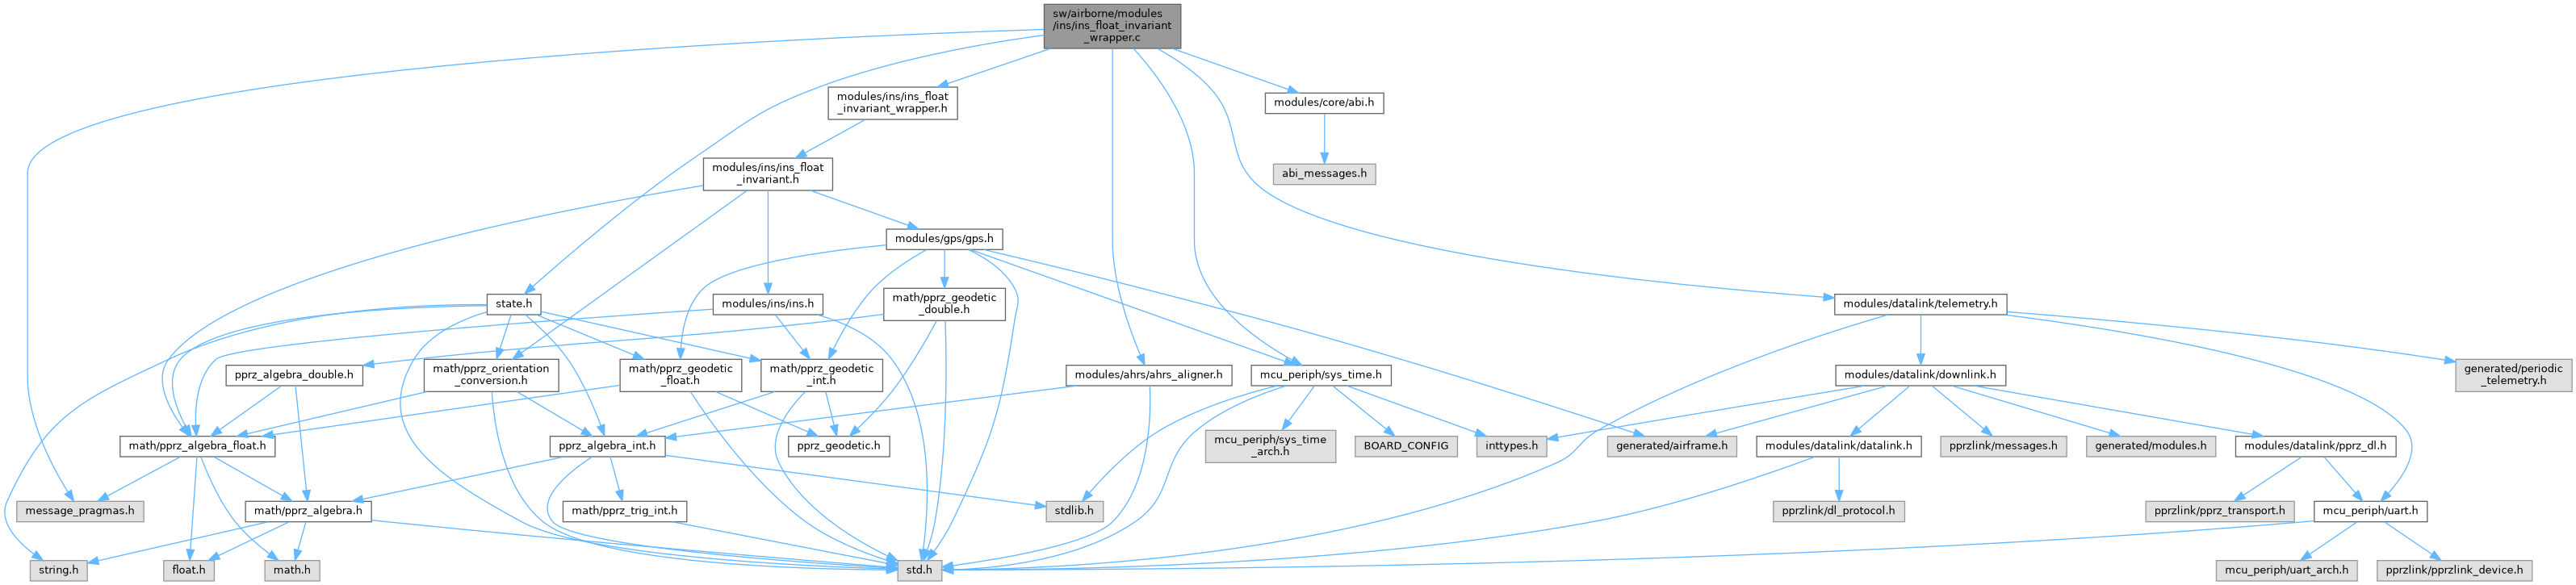 sw/airborne/modules
/ins/ins_float_invariant
_wrapper.c
modules/ins/ins_float
_invariant_wrapper.h
modules/core/abi.h
modules/ins/ins_float
_invariant.h
abi_messages.h
modules/gps/gps.h
state.h
modules/ins/ins.h
math/pprz_geodetic
_double.h
modules/datalink/telemetry.h
pprz_algebra_double.h
math/pprz_orientation
_conversion.h
math/pprz_geodetic
_float.h
math/pprz_geodetic
_int.h
modules/ahrs/ahrs_aligner.h
mcu_periph/sys_time.h
modules/datalink/downlink.h
generated/periodic
_telemetry.h
math/pprz_algebra_float.h
pprz_algebra_int.h
pprz_geodetic.h
mcu_periph/sys_time
_arch.h
BOARD_CONFIG
inttypes.h
generated/airframe.h
modules/datalink/datalink.h
pprzlink/messages.h
generated/modules.h
modules/datalink/pprz_dl.h
message_pragmas.h
math/pprz_algebra.h
math/pprz_trig_int.h
stdlib.h
pprzlink/dl_protocol.h
pprzlink/pprz_transport.h
mcu_periph/uart.h
string.h
float.h
math.h
std.h
mcu_periph/uart_arch.h
pprzlink/pprzlink_device.h